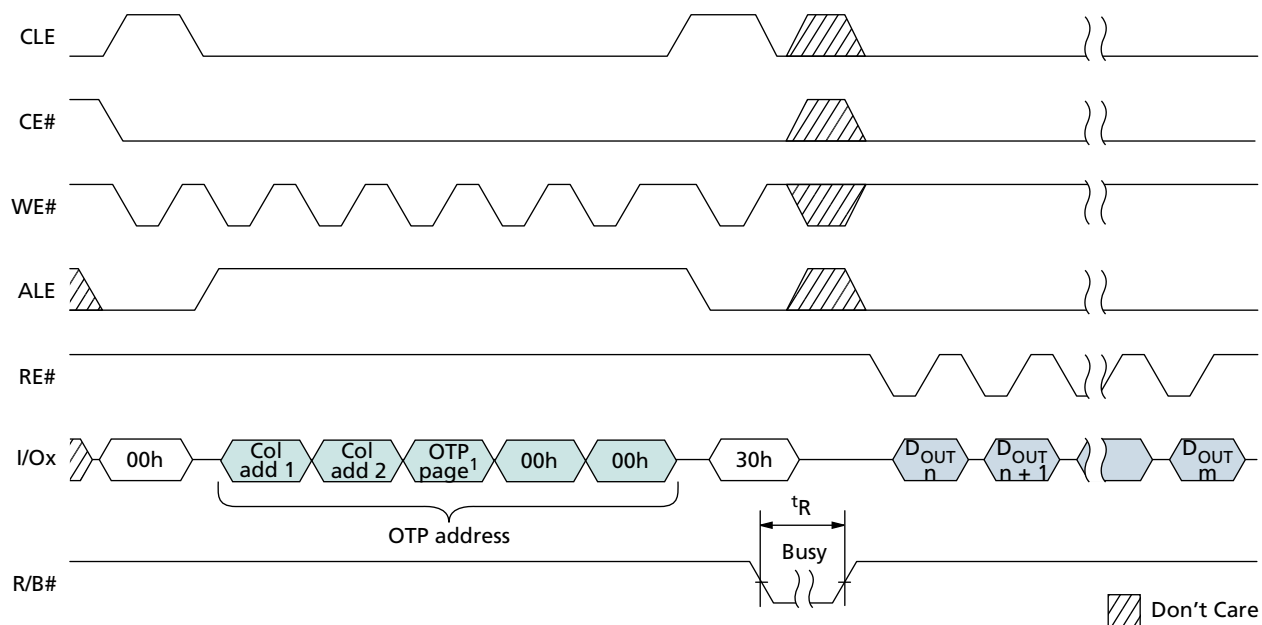 CLE
CE#
WE#
ALE
RE#
I/Ox
00h
Col
add 1
Col
add 2
OTP
page¹
00h
00h
30h
DOUT
n
DOUT
n + 1
DOUT
m
OTP address
tR
Busy
R/B#
Don't Care